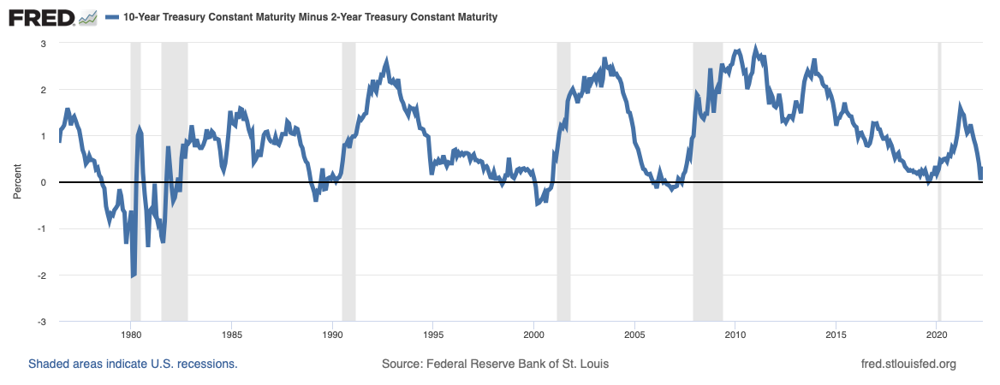 FRED 10-Year Treasury Constant Maturity Minus 2-Year Treasury Constant Maturity
3
2
1
0
-1
-2
-3
Percent
1980 1985 1990 1995 2000 2005 2010 2015 2020
Shaded areas indicate U.S. recessions. Source: Federal Reserve Bank of St. Louis fred.stlouisfed.org